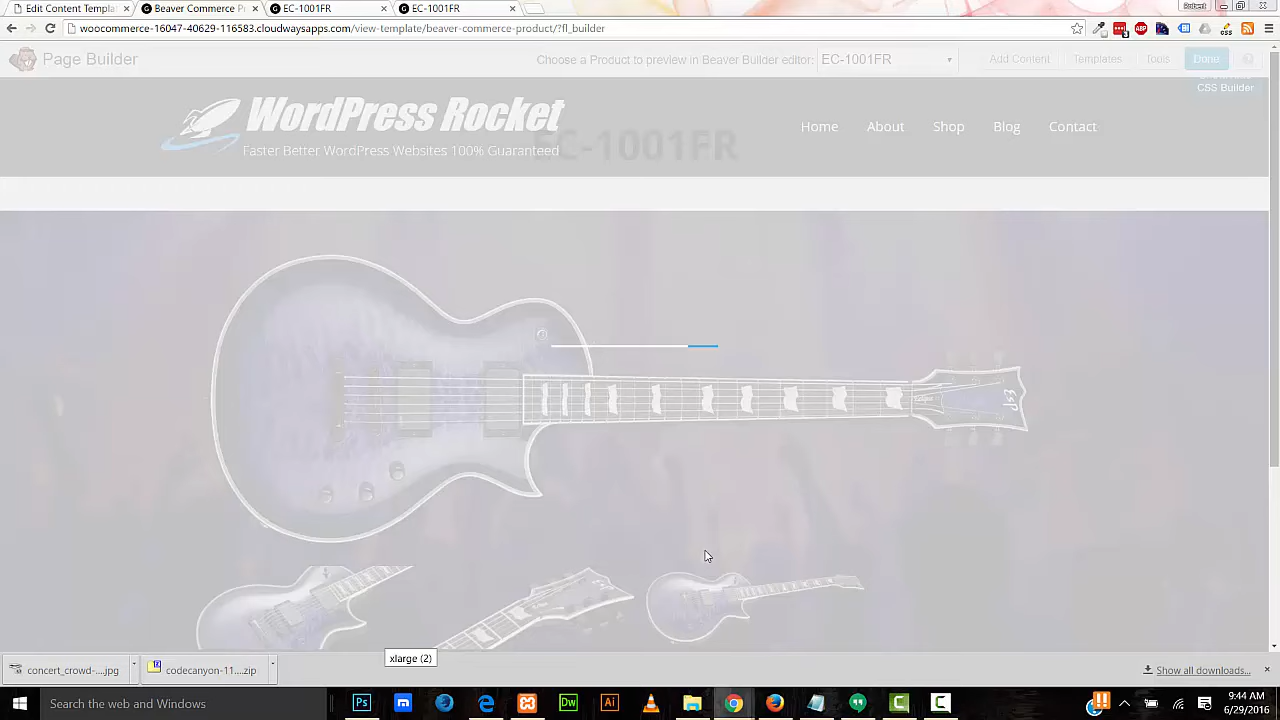 Edit Content Templa
Beaver Commerce P
EC-1001FR
EC-1001FR
Robert
woocommerce-16047-40629-116583.cloudwaysapps.com/view-template/beaver-commerce-product/?fl_builder
Page Builder
Choose a Product to preview in Beaver Builder editor:
EC-1001FR
Add Content
Templates
Tools
Done
CSS Builder
WordPress Rocket
Faster Better WordPress Websites 100% Guaranteed
EC-1001FR
Home
About
Shop
Blog
Contact
ESP
concert_crowd-....jpg
codecanyon-11....zip
xlarge (2)
Show all downloads...
Search the web and Windows
9:44 AM
6/29/2016